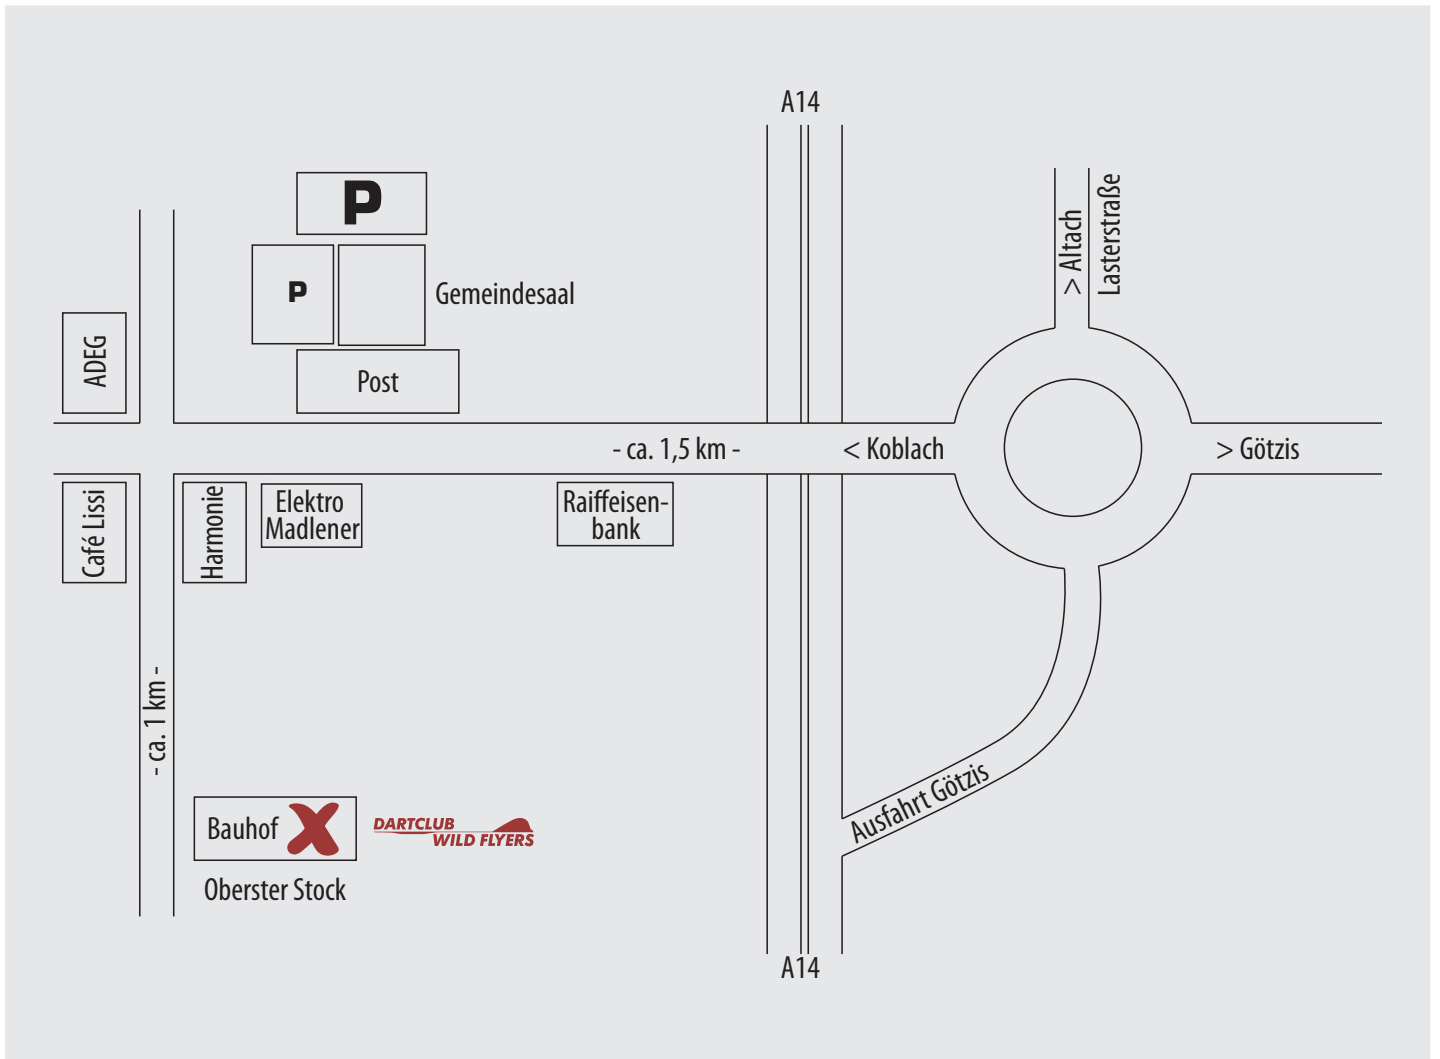 A14
P
> Altach
Lasterstraße
P
Gemeindesaal
ADEG
Post
- ca. 1,5 km -
< Koblach
> Götzis
Café Lissi
Harmonie
Elektro
Madlener
Raiffeisen-
bank
- ca. 1 km -
Ausfahrt Götzis
Bauhof
DARTCLUB
WILD FLYERS
Oberster Stock
A14